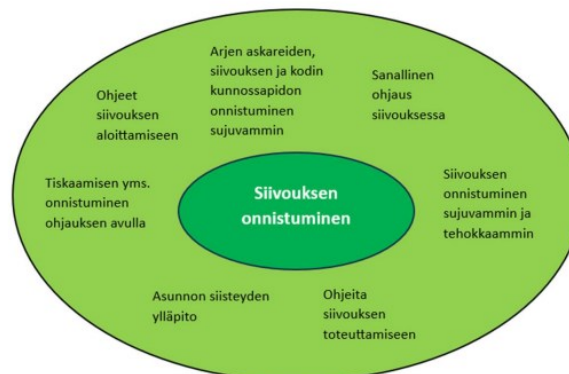 Arjen askareiden,
siivouksen ja kodin
kunnossapidon
onnistuminen
sujuvammin
Sanallinen
ohjaus
siivouksessa
Ohjeet
siivouksen
aloittamiseen
Tiskaamisen yms.
onnistuminen
ohjauksen avulla
Siivouksen
onnistuminen
Siivouksen
onnistuminen
sujuvammin ja
tehokkaammin
Asunnon siisteyden
ylläpito
Ohjeita
siivouksen
toteuttamiseen